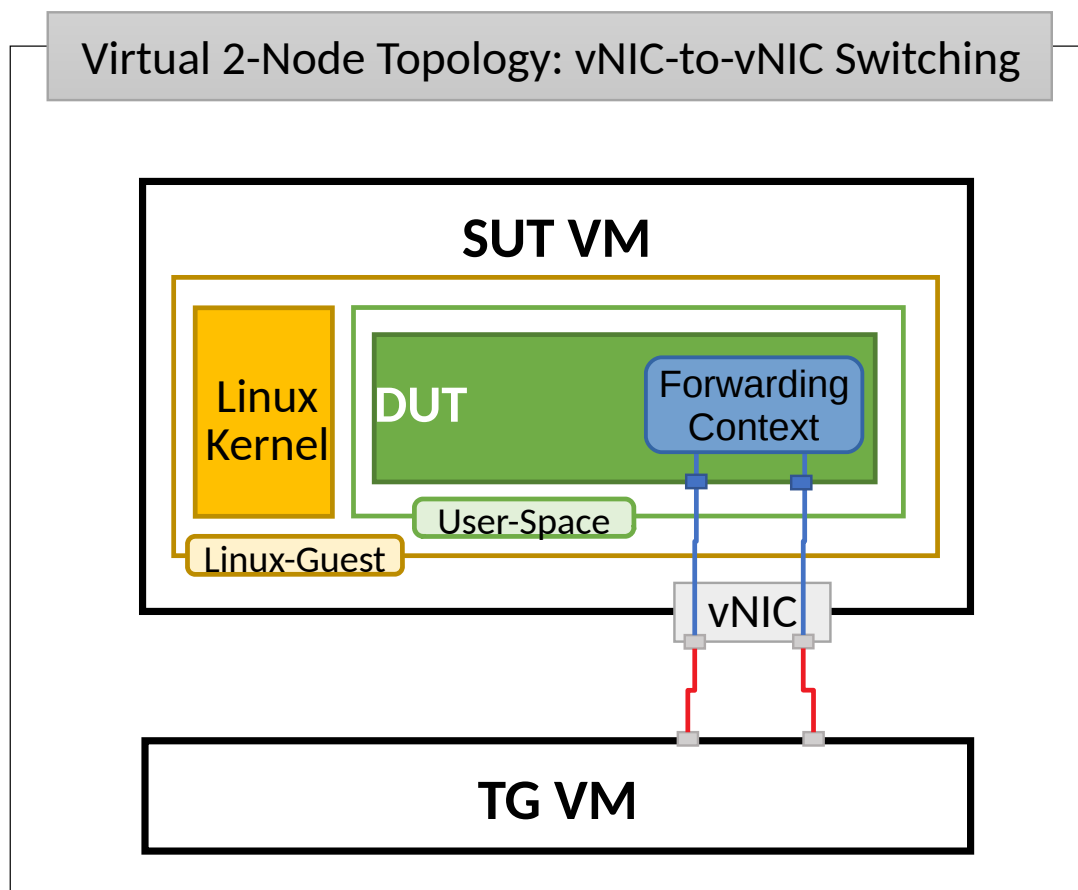 Virtual 2-Node Topology: vNIC-to-vNIC Switching
SUT VM
Linux
Kernel
DUT
Forwarding
Context
User-Space
Linux-Guest
vNIC
TG VM